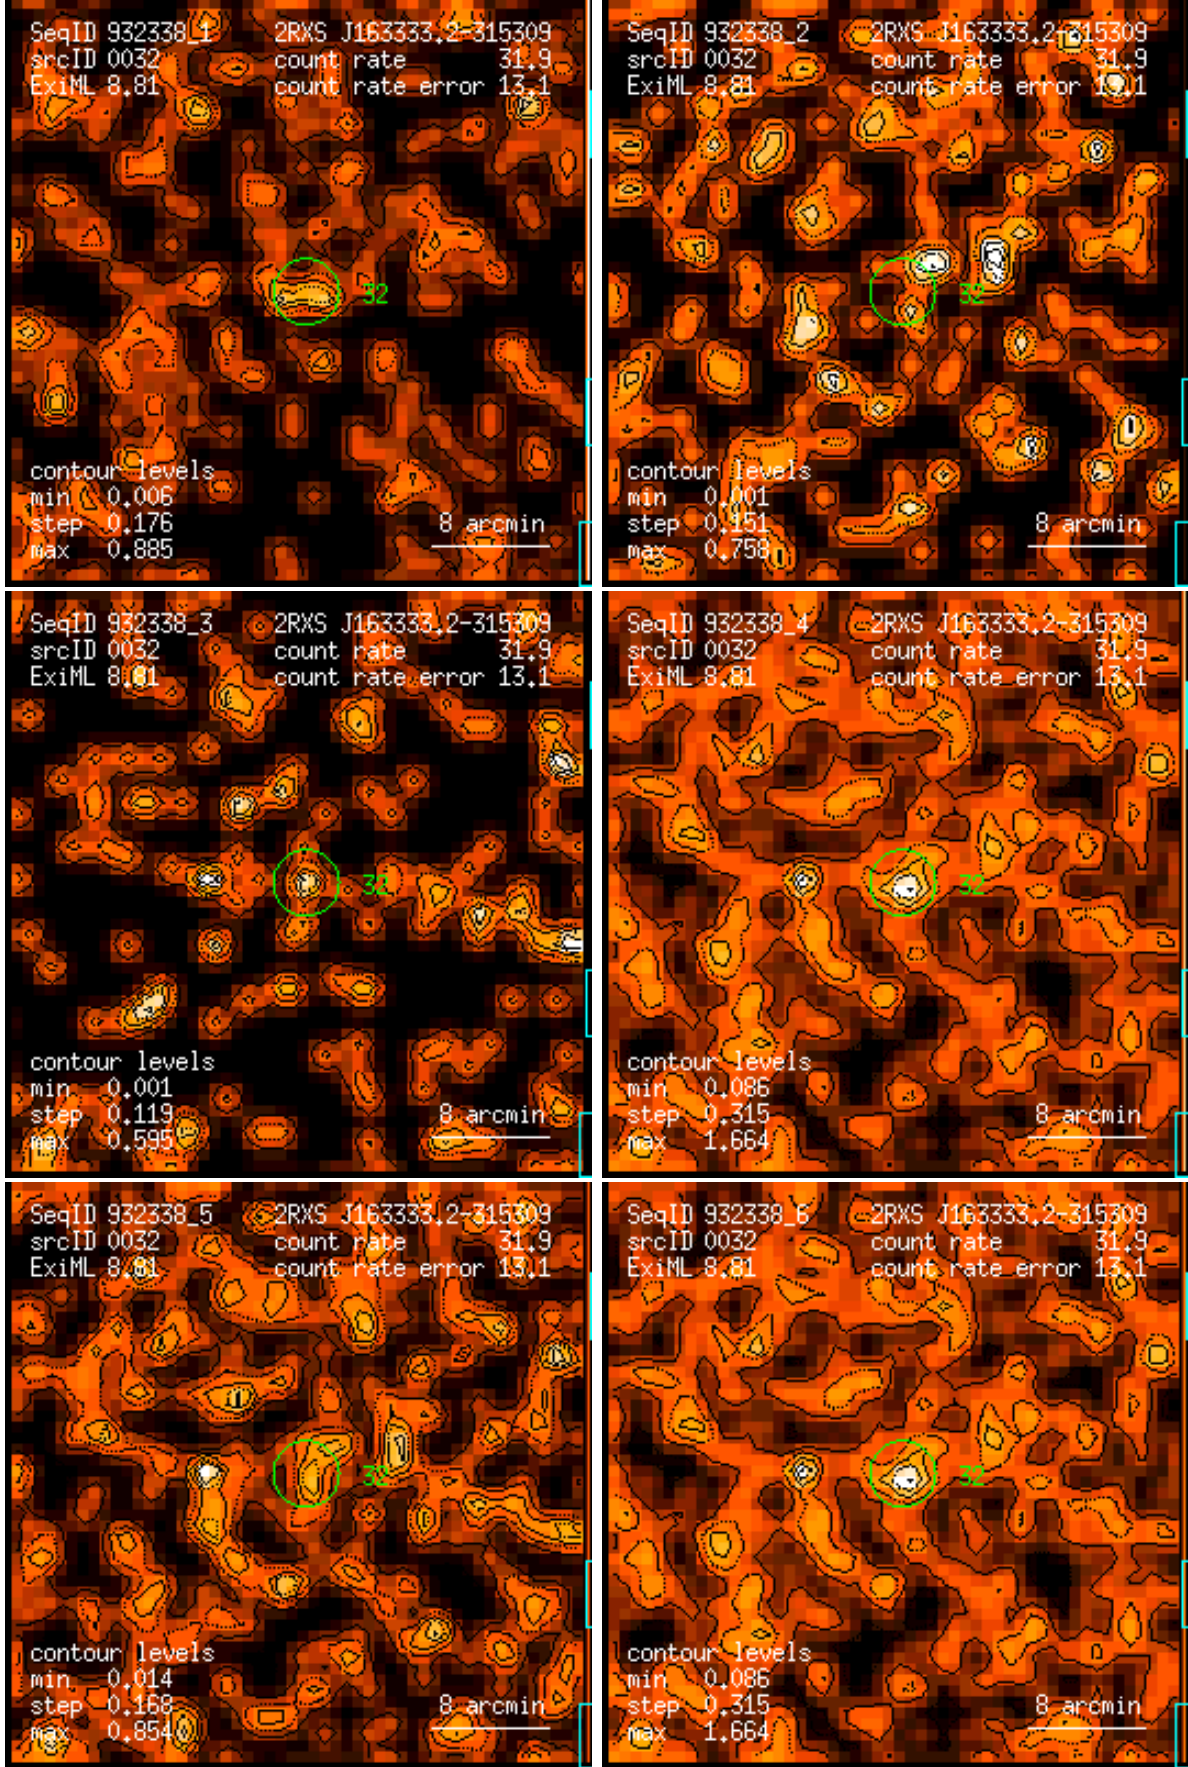 SeqID 932338_1 2RXS J163333.2-315309
srcID 0032 count rate 31.9
ExiML 8.81 count rate error 13.1
32
contour levels
min 0.006
step 0.176 8 arcmin
max 0.885
SeqID 932338_2 2RXS J163333.2-315309
srcID 0032 count rate 31.9
ExiML 8.81 count rate error 13.1
32
contour levels
min 0.001
step 0.151 8 arcmin
max 0.758
SeqID 932338_3 2RXS J163333.2-315309
srcID 0032 count rate 31.9
ExiML 8.81 count rate error 13.1
32
contour levels
min 0.001
step 0.119 8 arcmin
max 0.595
SeqID 932338_4 2RXS J163333.2-315309
srcID 0032 count rate 31.9
ExiML 8.81 count rate error 13.1
32
contour levels
min 0.086
step 0.315 8 arcmin
max 1.664
SeqID 932338_5 2RXS J163333.2-315309
srcID 0032 count rate 31.9
ExiML 8.81 count rate error 13.1
32
contour levels
min 0.014
step 0.168 8 arcmin
max 0.854
SeqID 932338_6 2RXS J163333.2-315309
srcID 0032 count rate 31.9
ExiML 8.81 count rate error 13.1
32
contour levels
min 0.086
step 0.315 8 arcmin
max 1.664